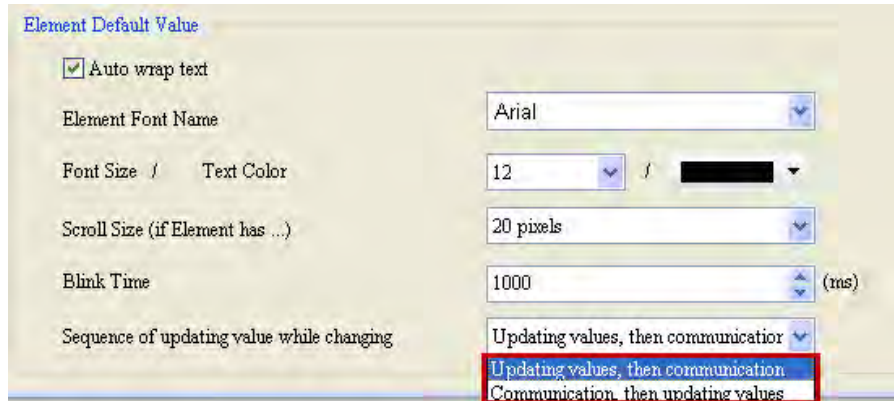 Element Default Value
Auto wrap text
Element Font Name Arial
Font Size / Text Color 12 /
Scroll Size (if Element has ...) 20 pixels
Blink Time 1000 (ms)
Sequence of updating value while changing Updating values, then communication
Updating values, then communication
Communication, then updating values